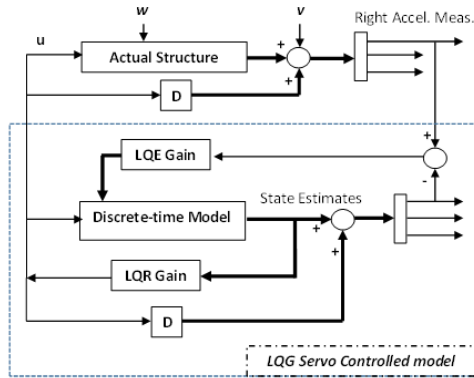 w
v
Right Accel. Meas.
u
Actual Structure
+
+
D
LQE Gain
+
-
State Estimates
Discrete-time Model
+
+
LQR Gain
D
LQG Servo Controlled model